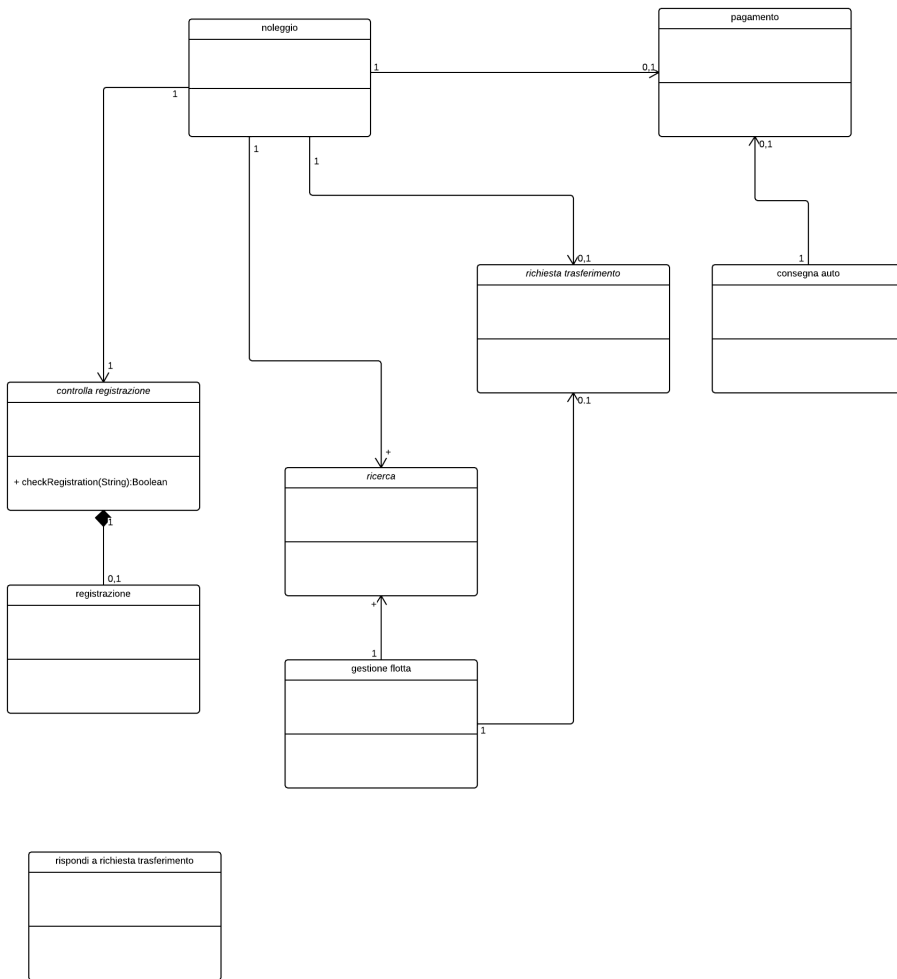 noleggio
pagamento
1
0,1
1
1
1
0,1
0,1
1
richiesta trasferimento
consegna auto
1
controlla registrazione
0.1
+ checkRegistration(String):Boolean
+
ricerca
1
0,1
registrazione
+
1
gestione flotta
1
rispondi a richiesta trasferimento